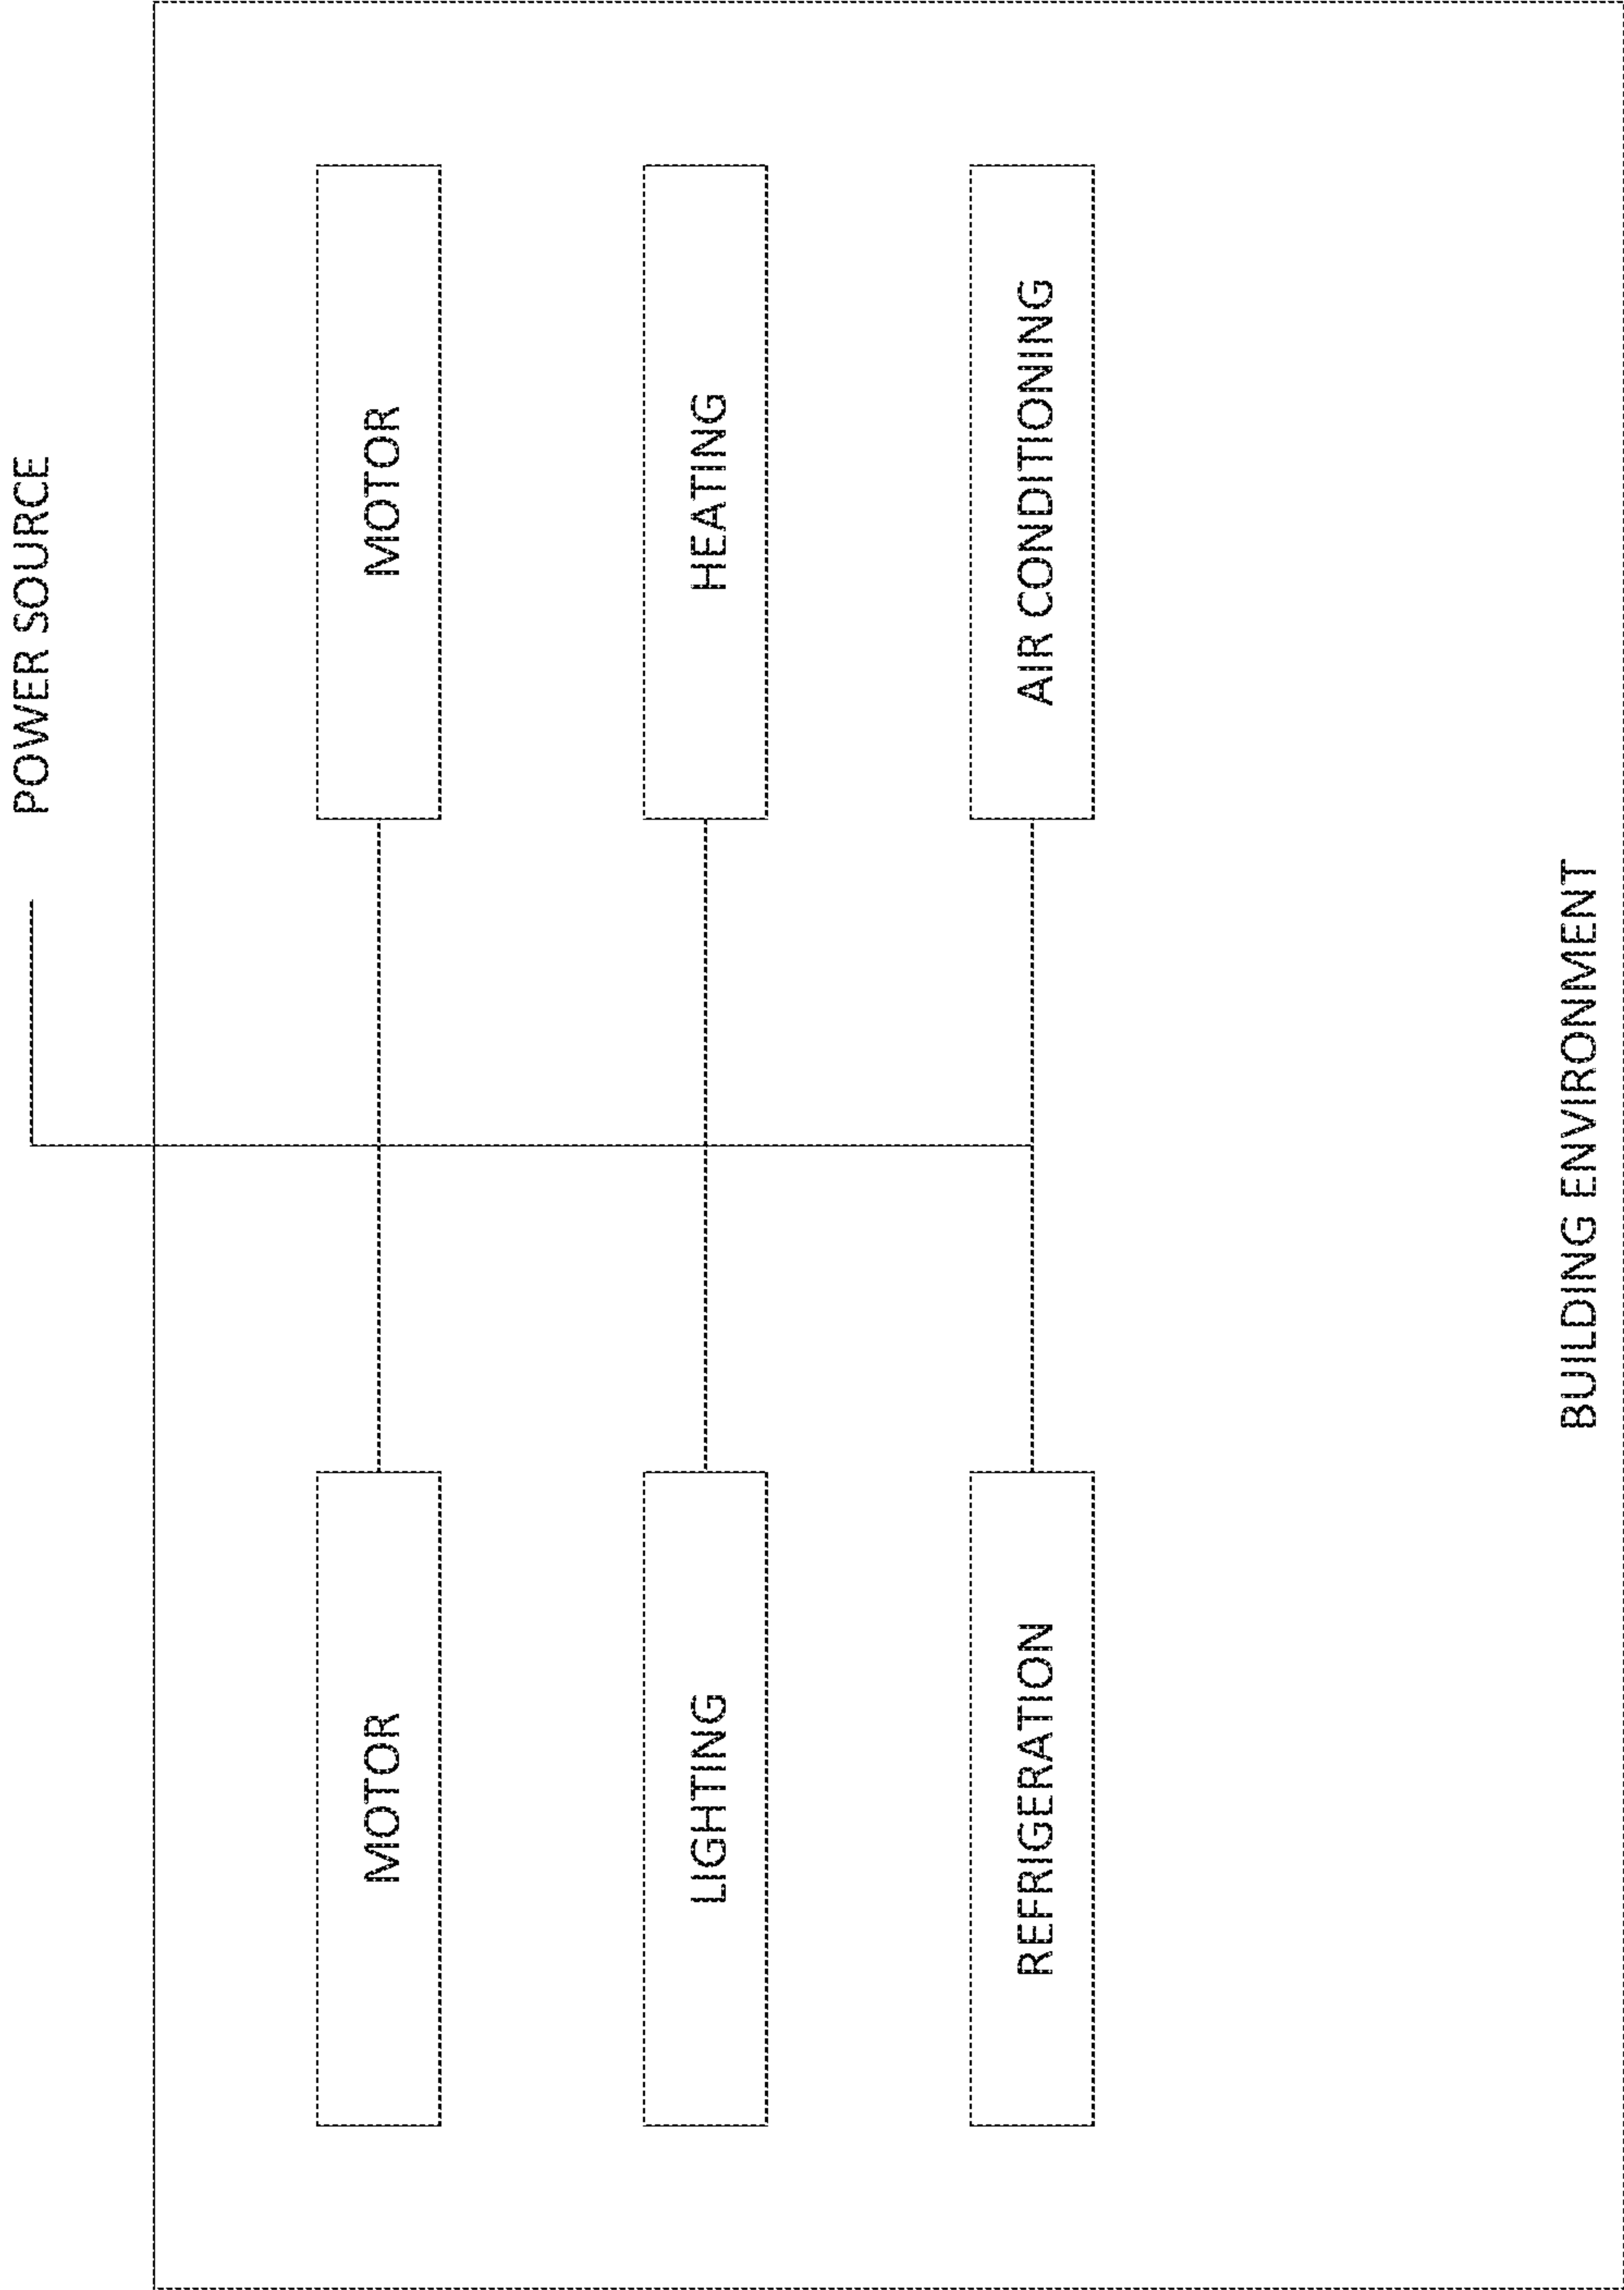 POWER SOURCE
MOTOR
MOTOR
LIGHTING
HEATING
REFRIGERATION
AIR CONDITIONING
BUILDING ENVIRONMENT